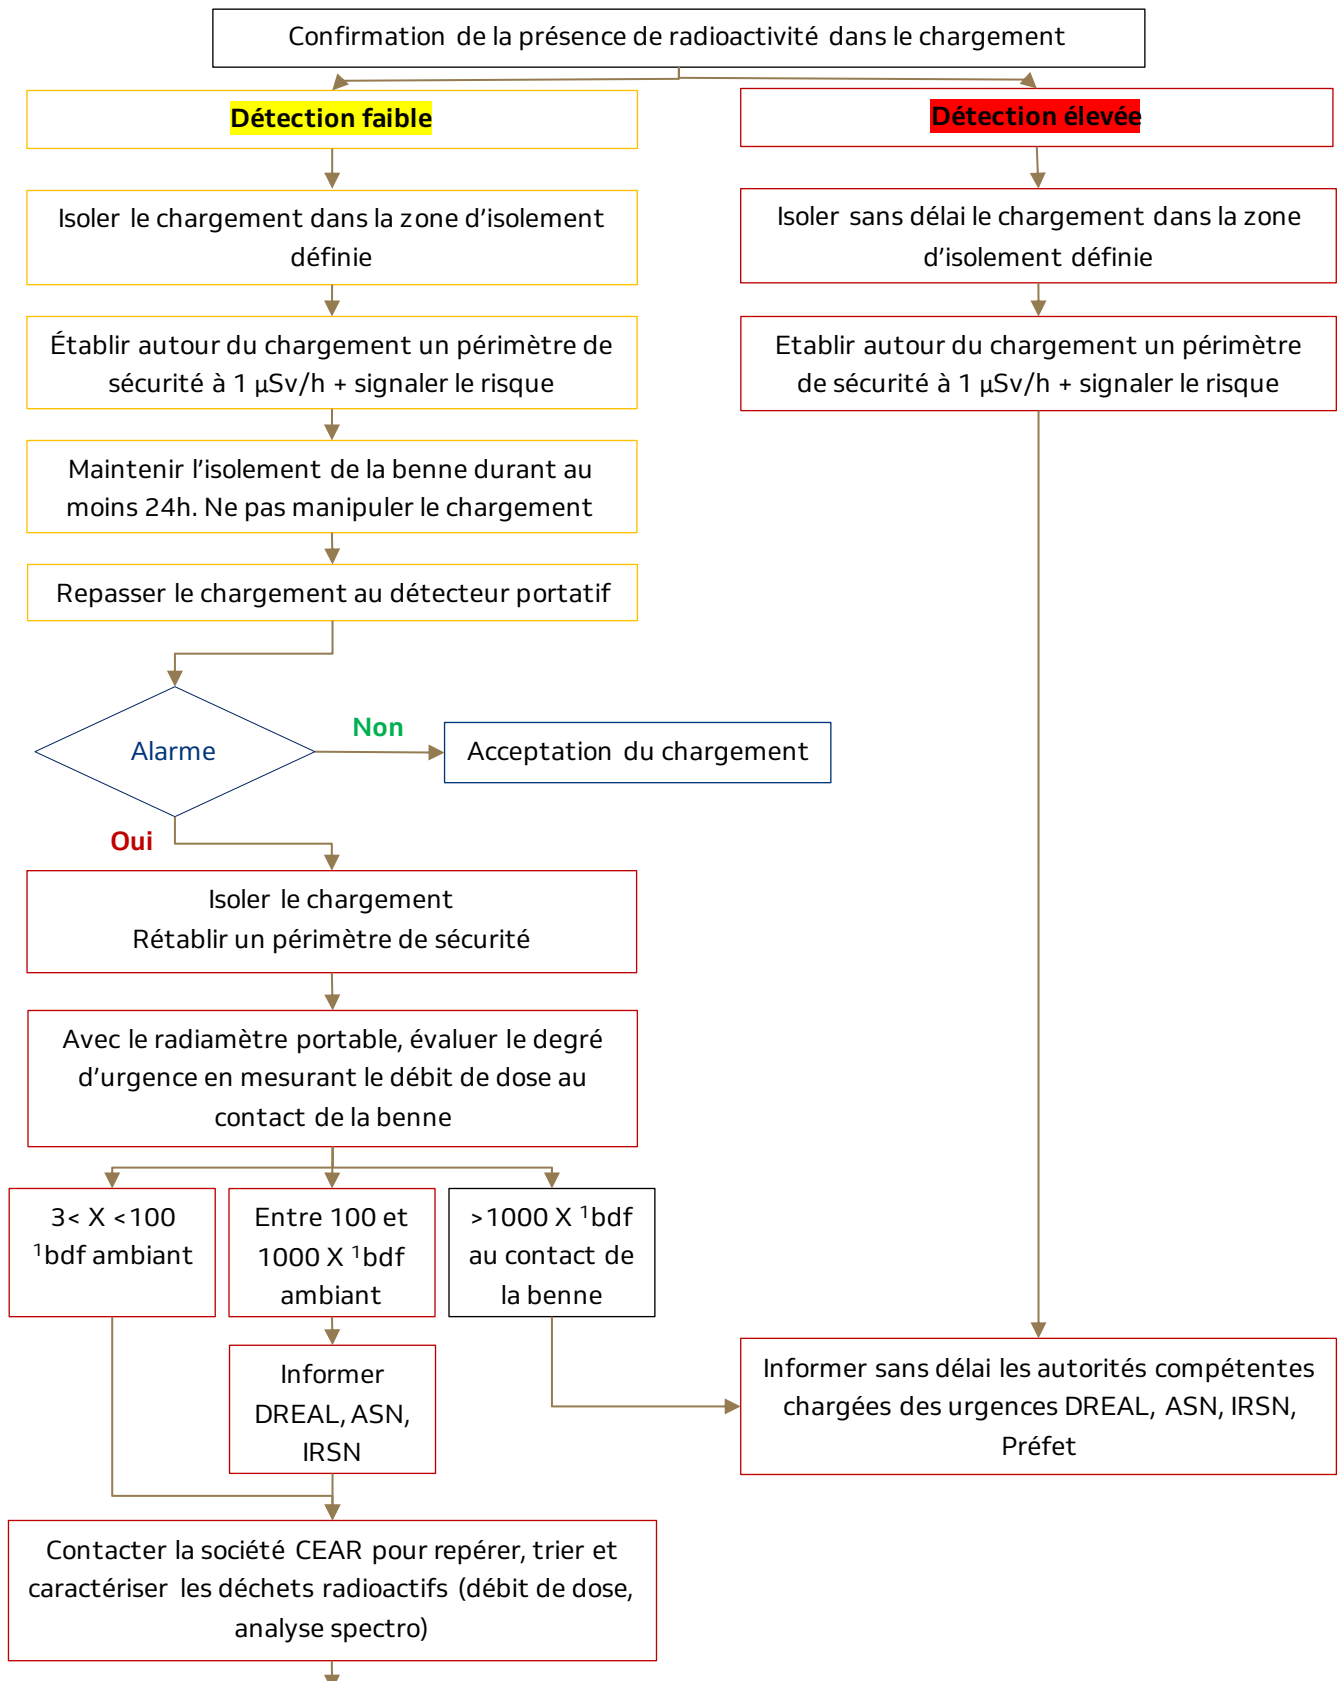 Confirmation de la présence de radioactivité dans le chargement
Détection faible
Détection élevée
Isoler le chargement dans la zone d'isolement
définie
Isoler sans délai le chargement dans la zone
d'isolement définie
Établir autour du chargement un périmètre de
sécurité à 1 µSv/h + signaler le risque
Etablir autour du chargement un périmètre
de sécurité à 1 µSv/h + signaler le risque
Maintenir l'isolement de la benne durant au
moins 24h. Ne pas manipuler le chargement
Repasser le chargement au détecteur portatif
Alarme
Non
Acceptation du chargement
Oui
Isoler le chargement
Rétablir un périmètre de sécurité
Avec le radiamètre portable, évaluer le degré
d'urgence en mesurant le débit de dose au
contact de la benne
3< X <100
¹bdf ambiant
Entre 100 et
1000 X ¹bdf
ambiant
>1000 X ¹bdf
au contact de
la benne
Informer
DREAL, ASN,
IRSN
Informer sans délai les autorités compétentes
chargées des urgences DREAL, ASN, IRSN,
Préfet
Contacter la société CEAR pour repérer, trier et
caractériser les déchets radioactifs (débit de dose,
analyse spectro)